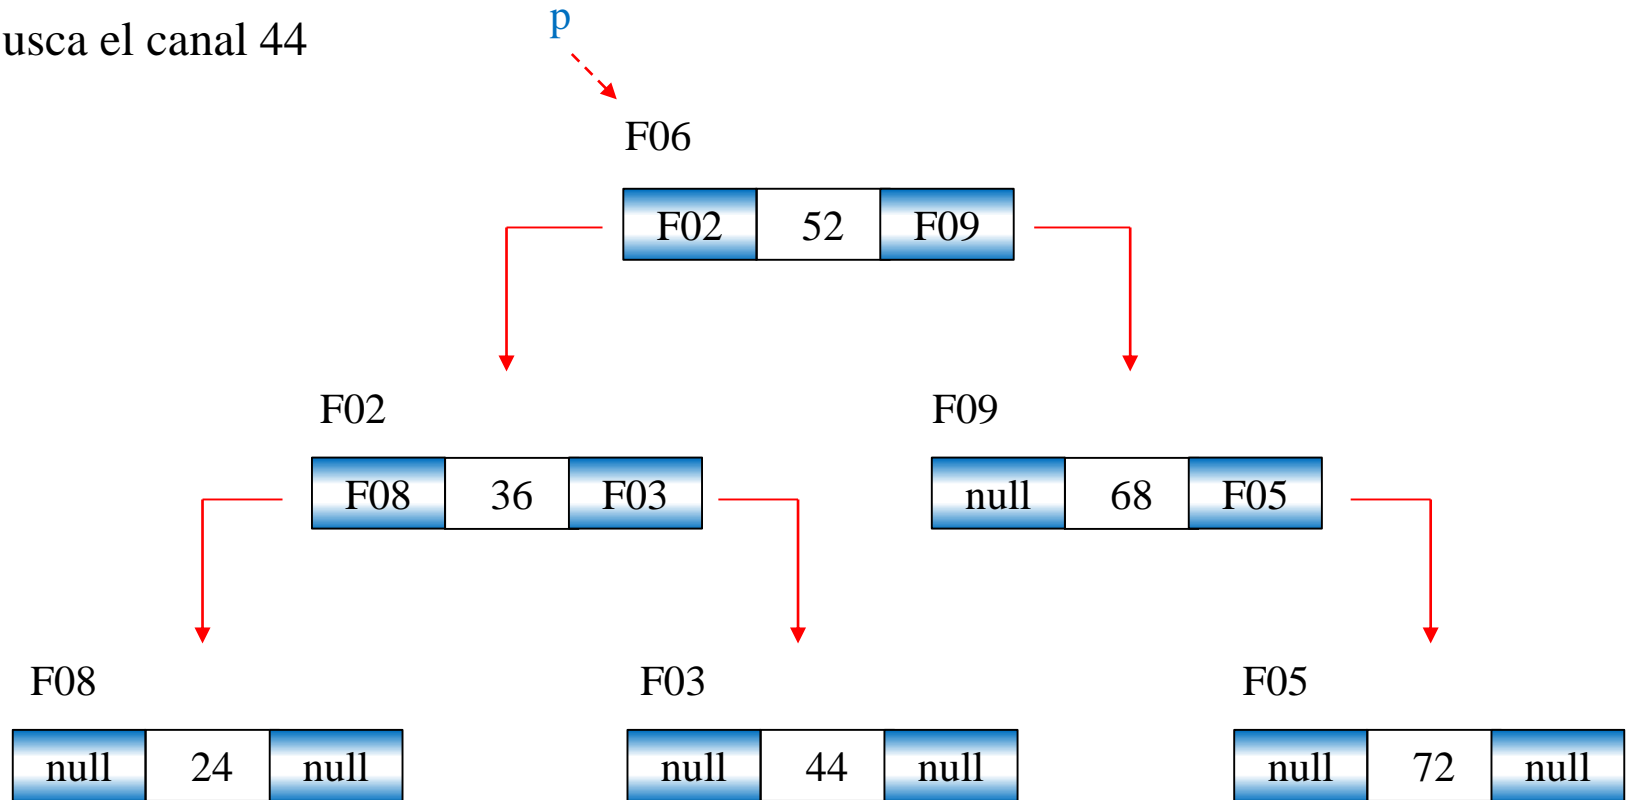 usca el canal 44
p
F06
F02 52 F09
F02 F09
F08 36 F03 null 68 F05
F08 F03 F05
null 24 null null 44 null null 72 null